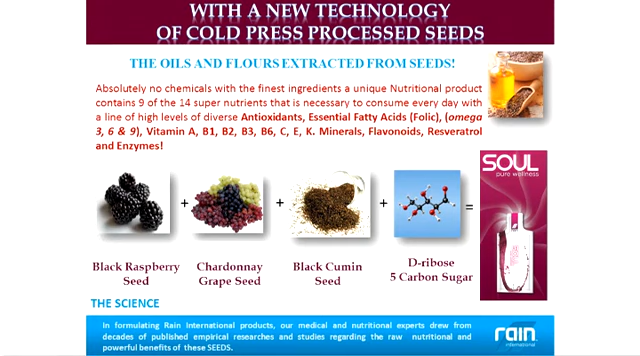 WITH A NEW TECHNOLOGY
OF COLD PRESS PROCESSED SEEDS
THE OILS AND FLOURS EXTRACTED FROM SEEDS!
Absolutely no chemicals with the finest ingredients a unique Nutritional product
contains 9 of the 14 super nutrients that is necessary to consume every day with
a line of high levels of diverse Antioxidants, Essential Fatty Acids (Folic), (omega
3, 6 & 9), Vitamin A, B1, B2, B3, B6, C, E, K. Minerals, Flavonoids, Resveratrol
and Enzymes!
SOUL
pure wellness
+ + + =
Black Raspberry
Seed
Chardonnay
Grape Seed
Black Cumin
Seed
D-ribose
5 Carbon Sugar
THE SCIENCE
In formulating Rain International products, our medical and nutritional experts drew from
decades of published empirical researches and studies regarding the raw nutritional and
powerful benefits of these SEEDS.
rain
international